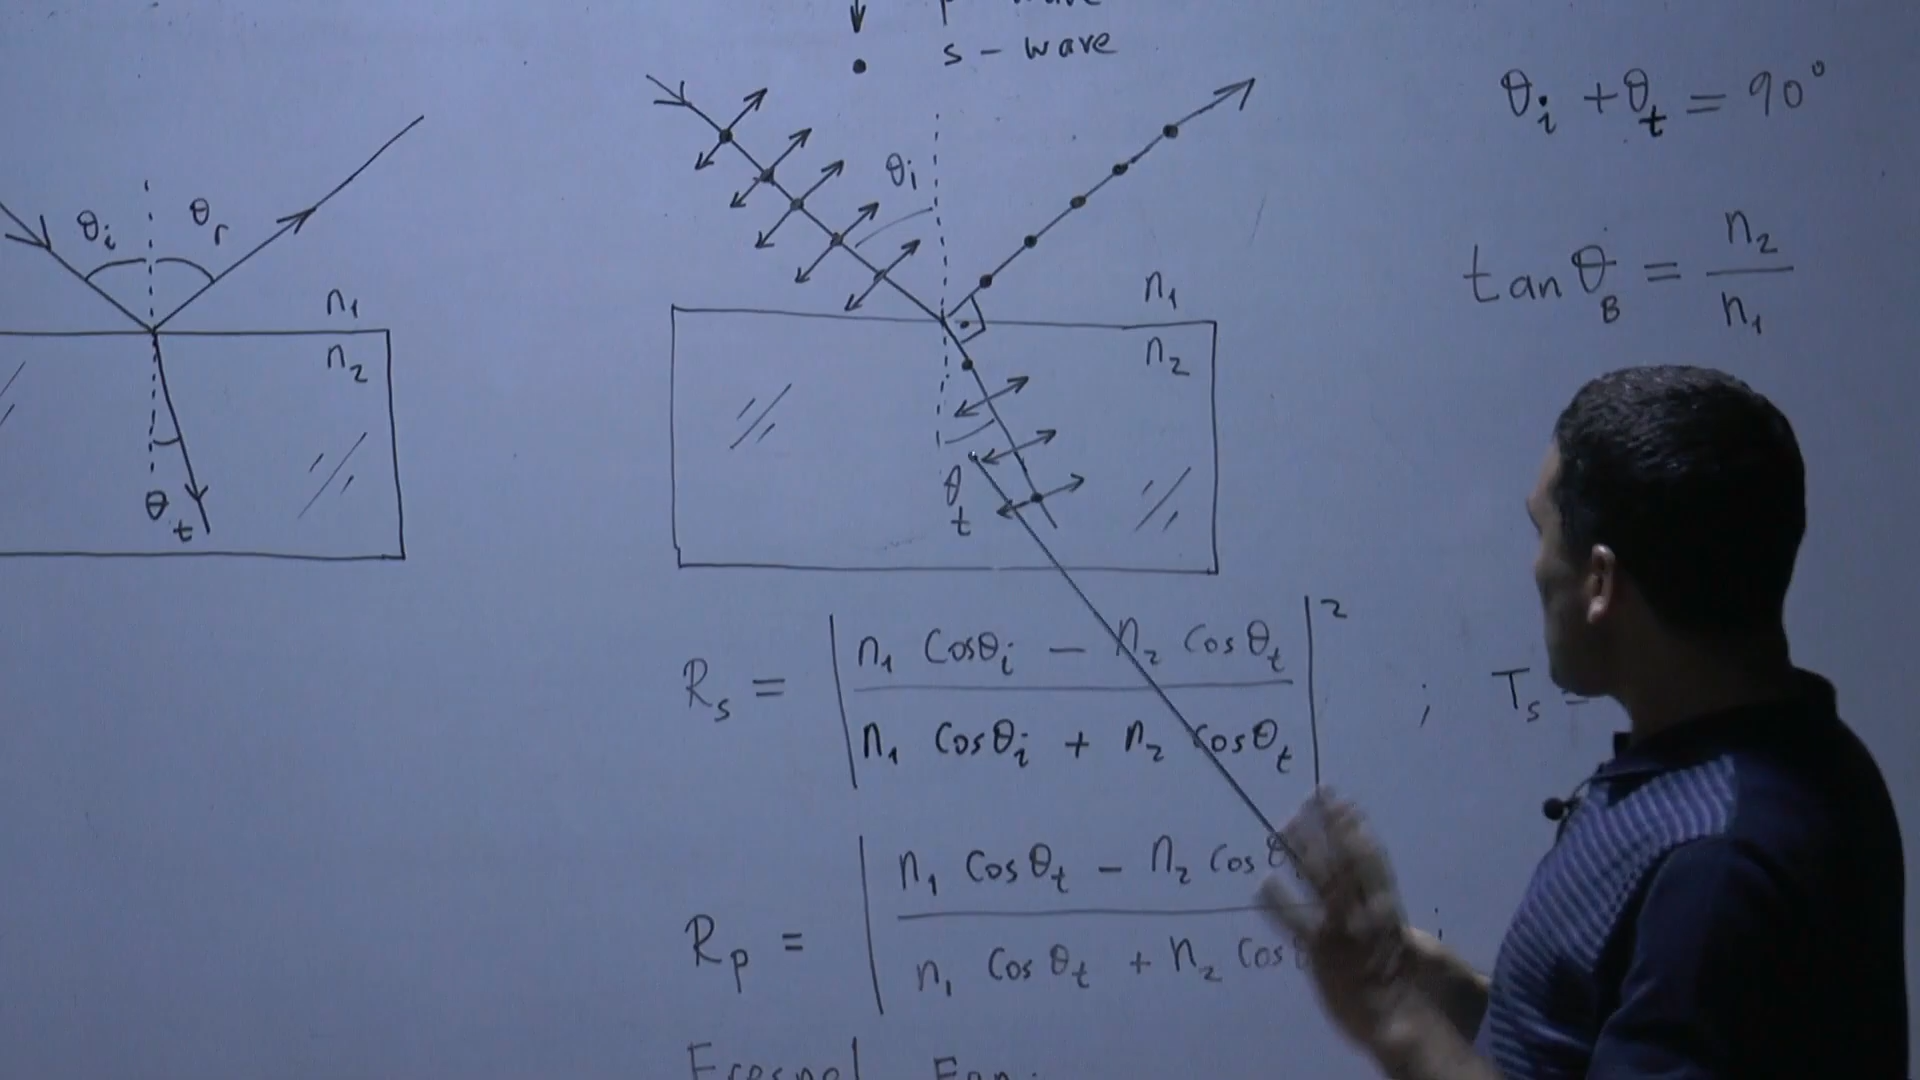 s - wave
θi θr
n1
n2
θt
θi
n1
n2
θt
θi + θt = 90°
tan θB = n2 / n1
Rs = | n1 Cosθi - n2 Cosθt / n1 Cosθi + n2 Cosθt |² ; Ts =
Rp = | n1 Cosθt - n2 Cos / n1 Cosθt + n2 Cos